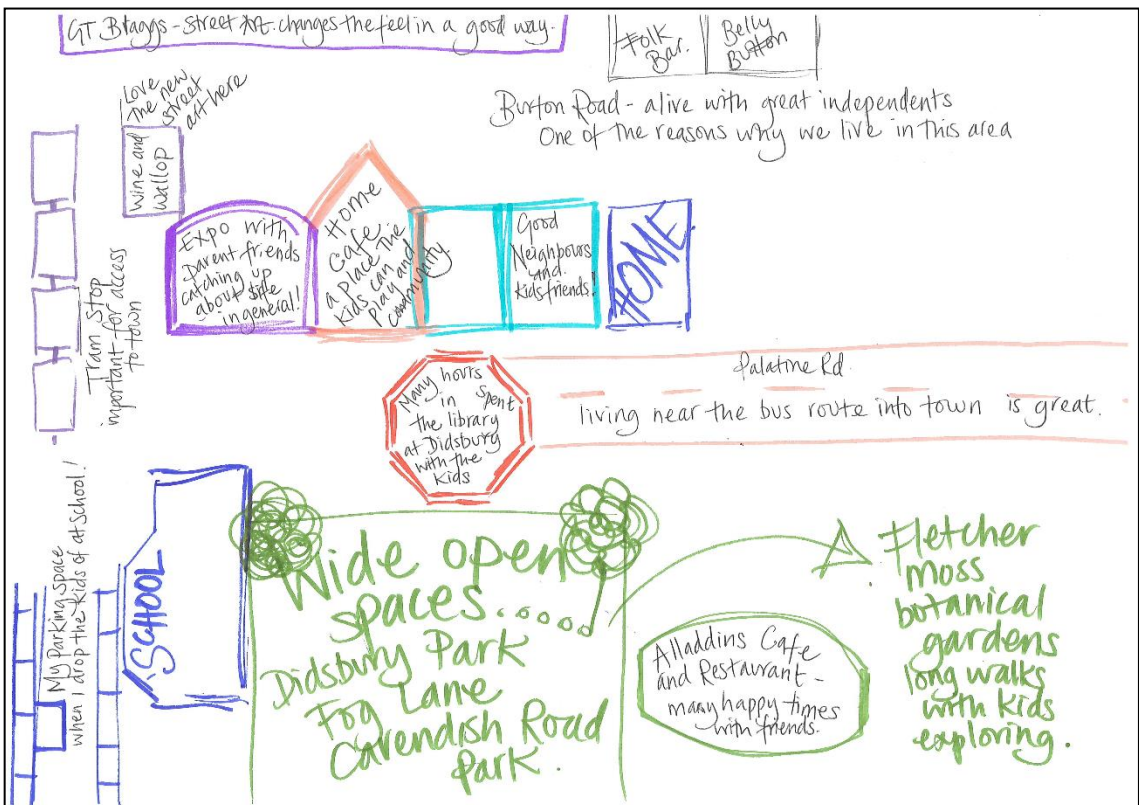 GT Blaggs - Street Art. changes the feel in a good way.
Folk
Bar.
Belly
Button
Burton Road - alive with great independents
One of the reasons why we live in this area
Love
The new
street
art here
Wine and
Wallop
Expo with
parent friends
catching up
about side
in general!
Home
Cafe
a place the
kids can
play and
community
Good
Neighbours
and
kids friends!
HOME
Tram Stop
important for access
to town
Palatine Rd
living near the bus route into town is great.
Many hours
in spent
the library
at Didsbury
with the
kids
My Parking Space
when I drop the kids of at School!
SCHOOL
Wide open
spaces.....
Didsbury Park
Fog Lane
Cavendish Road
Park.
Alladdins Cafe
and Restaurant -
many happy times
with friends.
Fletcher
moss
botanical
gardens
long walks
with kids
exploring.